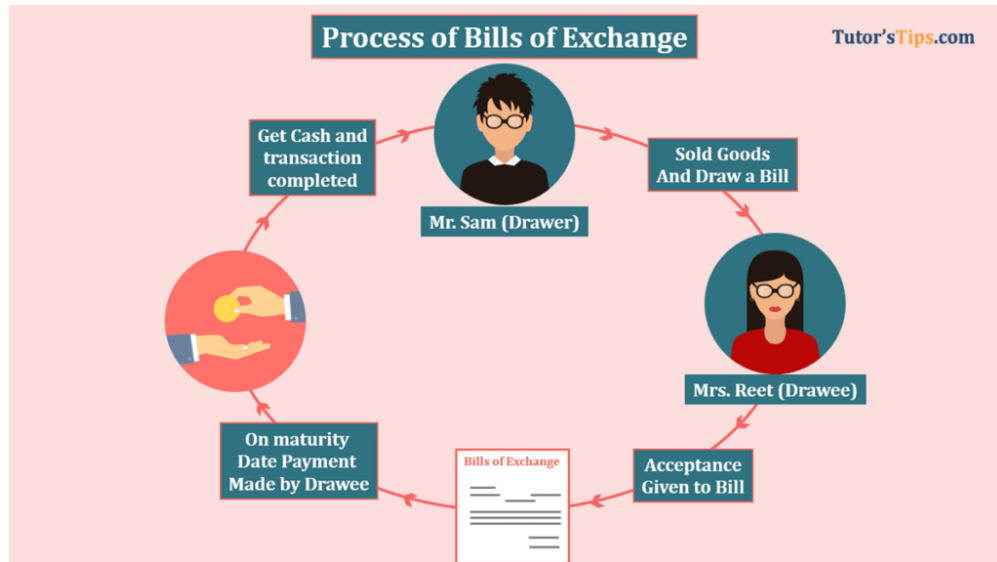 Process of Bills of Exchange
Tutor'sTips.com
Get Cash and
transaction
completed
Sold Goods
And Draw a Bill
Mr. Sam (Drawer)
Mrs. Reet (Drawee)
On maturity
Date Payment
Made by Drawee
Bills of Exchange
Acceptance
Given to Bill